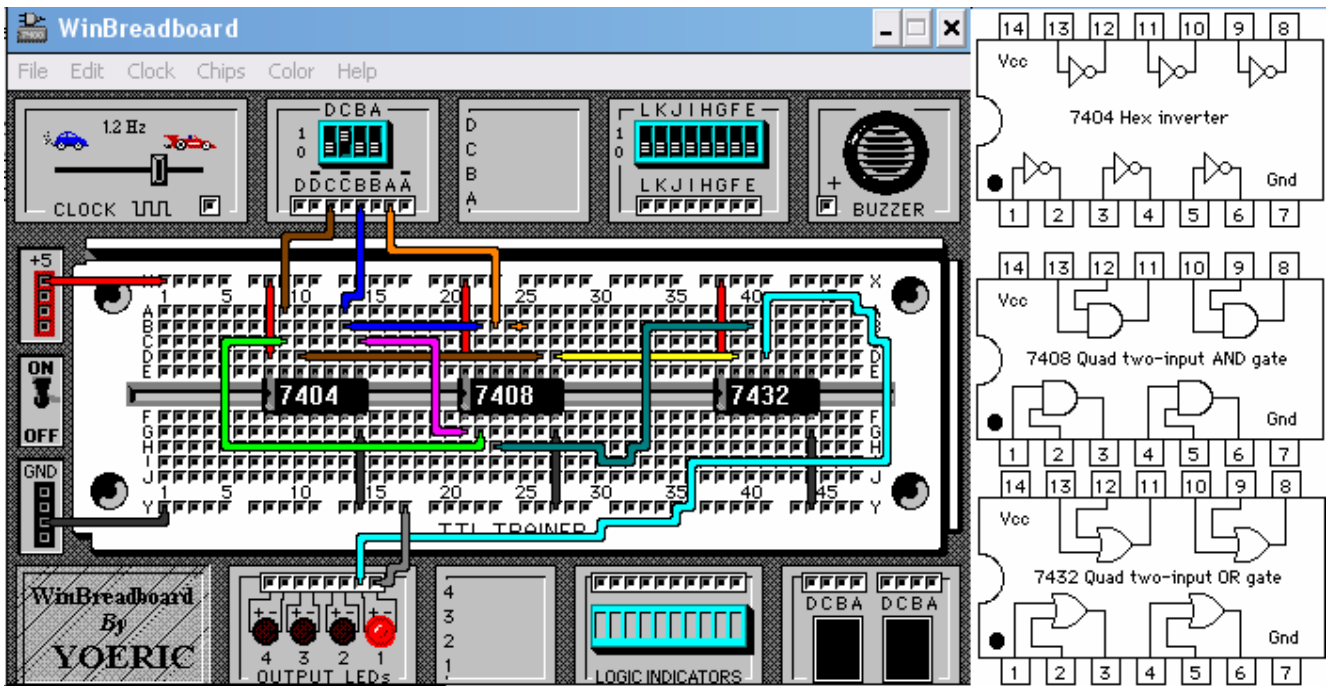 WinBreadboard
File Edit Clock Chips Color Help
1.2 Hz
CLOCK
DCBA
1
0
DDCCBBAA
D
C
B
A
LKJIHGFE
1
0
LKJIHGFE
+
BUZZER
+5
ON
OFF
GND
X
1 5 10 15 20 25 30 35 40 45
A
B
C
D
E
7404 7408 7432
F
G
H
I
J
1 5 10 15 20 25 30 35 40 45
Y Y
TTL TRAINER
WinBreadboard
By
YOERIC
+ - + - + - + -
4 3 2 1
OUTPUT LEDs
4
3
2
1
LOGIC INDICATORS
DCBA DCBA
14 13 12 11 10 9 8
Vcc
7404 Hex inverter
Gnd
1 2 3 4 5 6 7
14 13 12 11 10 9 8
Vcc
7408 Quad two-input AND gate
Gnd
1 2 3 4 5 6 7
14 13 12 11 10 9 8
Vcc
7432 Quad two-input OR gate
Gnd
1 2 3 4 5 6 7